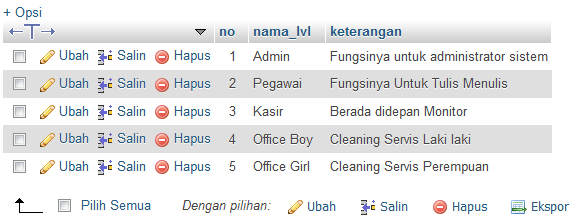 + Opsi
no nama_lvl keterangan
Ubah Salin Hapus 1 Admin Fungsinya untuk administrator sistem
Ubah Salin Hapus 2 Pegawai Fungsinya Untuk Tulis Menulis
Ubah Salin Hapus 3 Kasir Berada didepan Monitor
Ubah Salin Hapus 4 Office Boy Cleaning Servis Laki laki
Ubah Salin Hapus 5 Office Girl Cleaning Servis Perempuan
Pilih Semua Dengan pilihan: Ubah Salin Hapus Ekspor